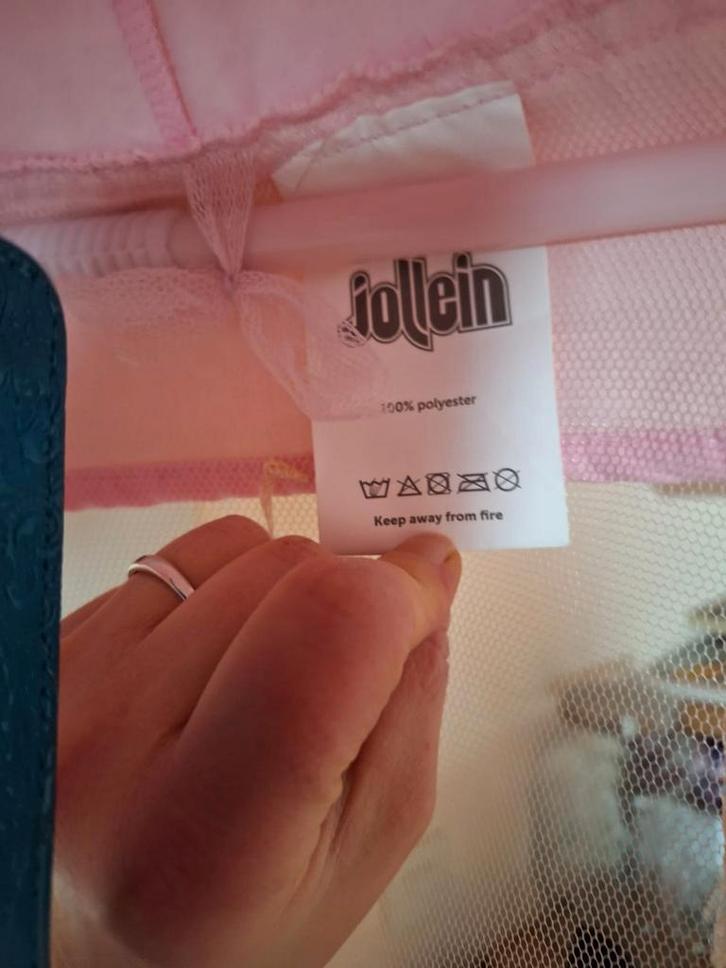 jollein
100% polyester
Keep away from fire